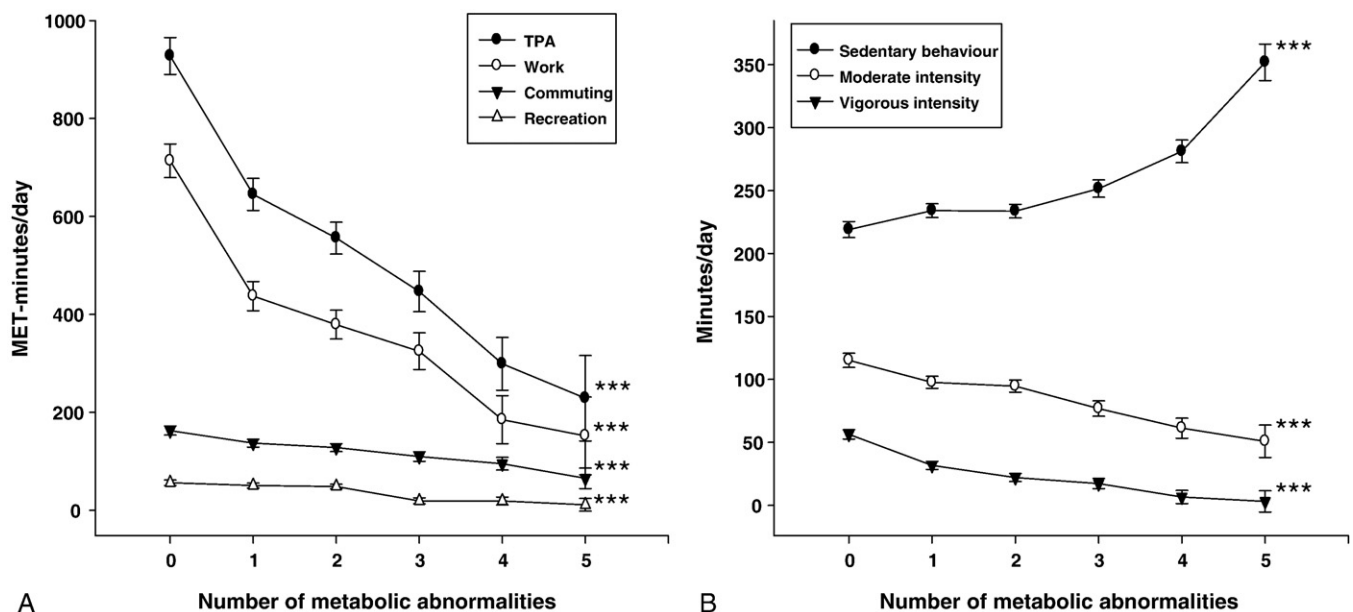 1000
800
600
400
200
0
MET-minutes/day
TPA
Work
Commuting
Recreation
***
***
***
***
0 1 2 3 4 5
Number of metabolic abnormalities
A
350
300
250
200
150
100
50
0
Minutes/day
Sedentary behaviour
Moderate intensity
Vigorous intensity
***
***
***
0 1 2 3 4 5
Number of metabolic abnormalities
B